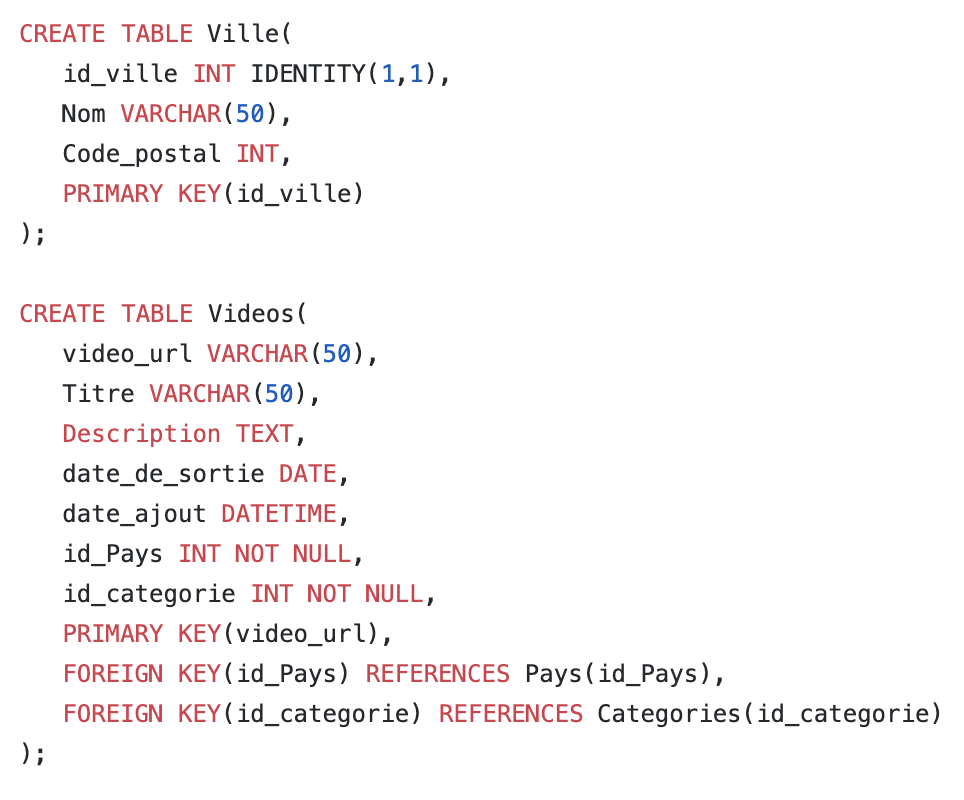 CREATE TABLE Ville(
   id_ville INT IDENTITY(1,1),
   Nom VARCHAR(50),
   Code_postal INT,
   PRIMARY KEY(id_ville)
);

CREATE TABLE Videos(
   video_url VARCHAR(50),
   Titre VARCHAR(50),
   Description TEXT,
   date_de_sortie DATE,
   date_ajout DATETIME,
   id_Pays INT NOT NULL,
   id_categorie INT NOT NULL,
   PRIMARY KEY(video_url),
   FOREIGN KEY(id_Pays) REFERENCES Pays(id_Pays),
   FOREIGN KEY(id_categorie) REFERENCES Categories(id_categorie)
);